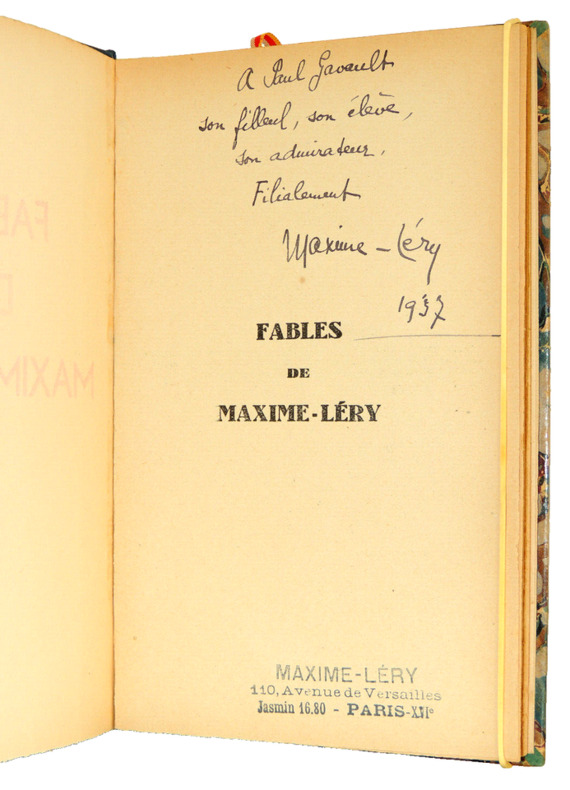 A Paul Gavault
son filleul, son élève,
son admirateur.
Filialement
Maxime-Léry
1937
FABLES
DE
MAXIME-LÉRY
MAXIME-LÉRY
110, Avenue de Versailles
Jasmin 16.80 - PARIS-XVIe